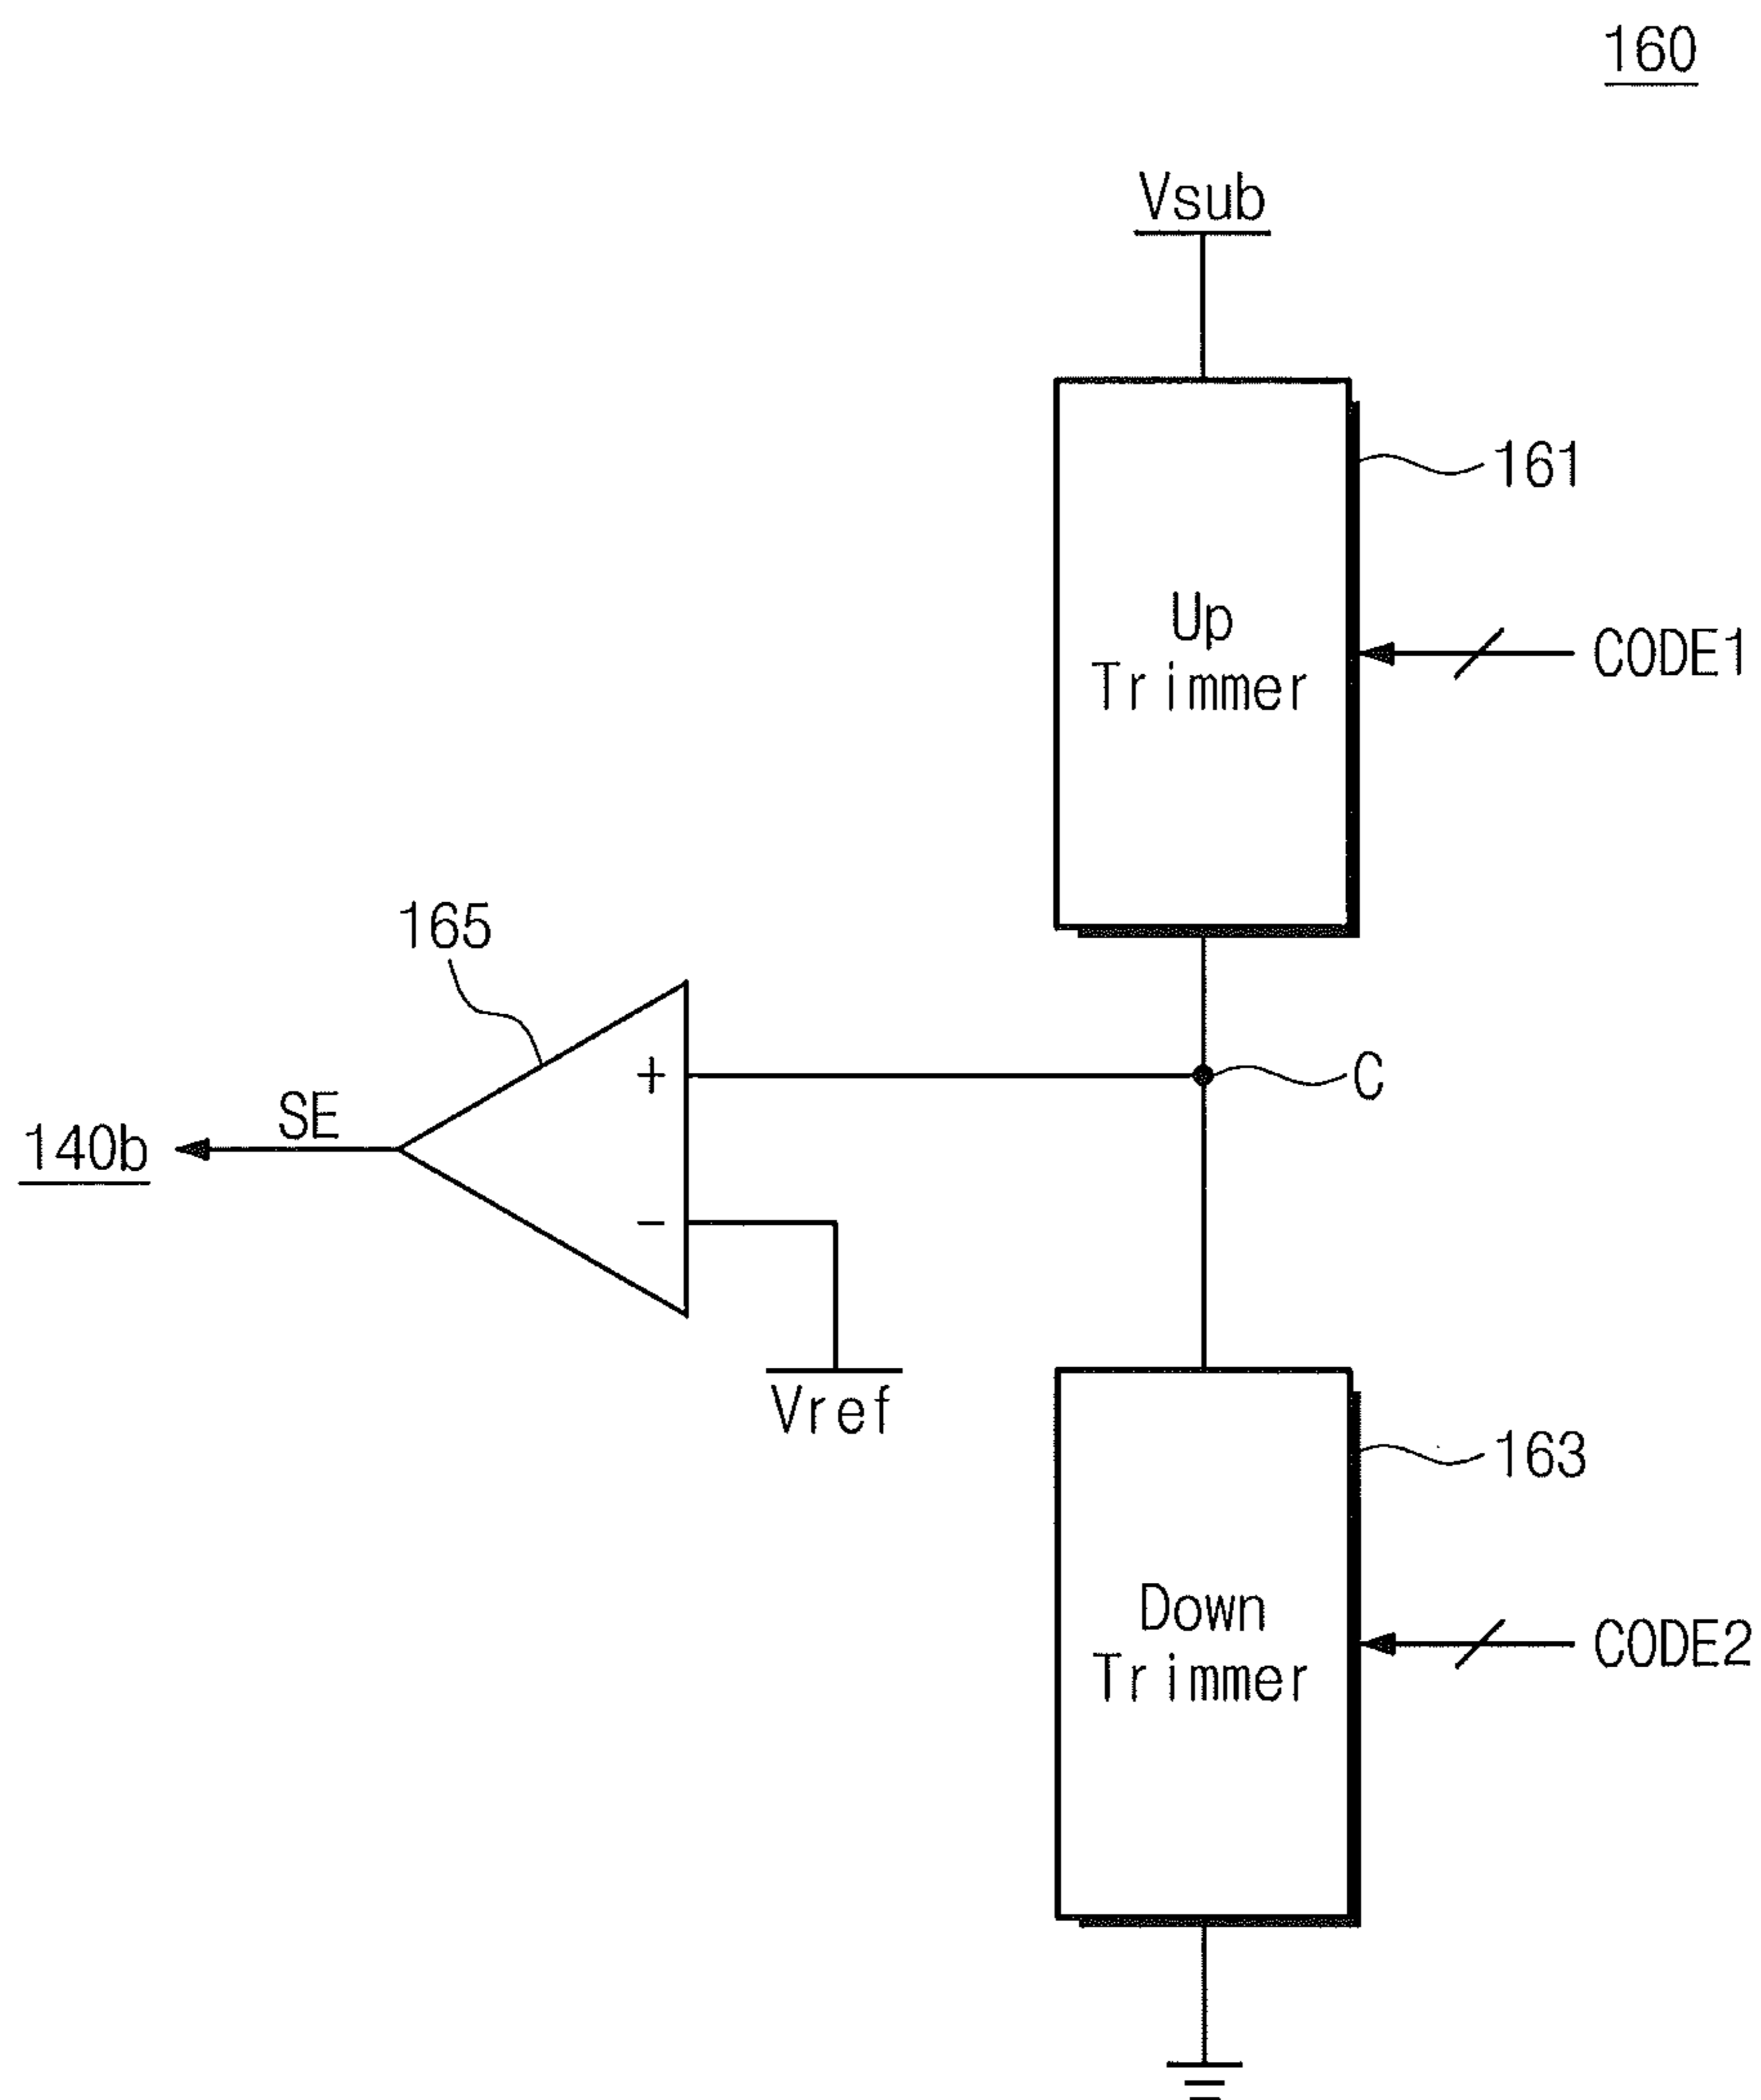 160
Vsub
161
Up
Trimmer
CODE1
165
+
C
SE
140b
-
Vref
163
Down
Trimmer
CODE2